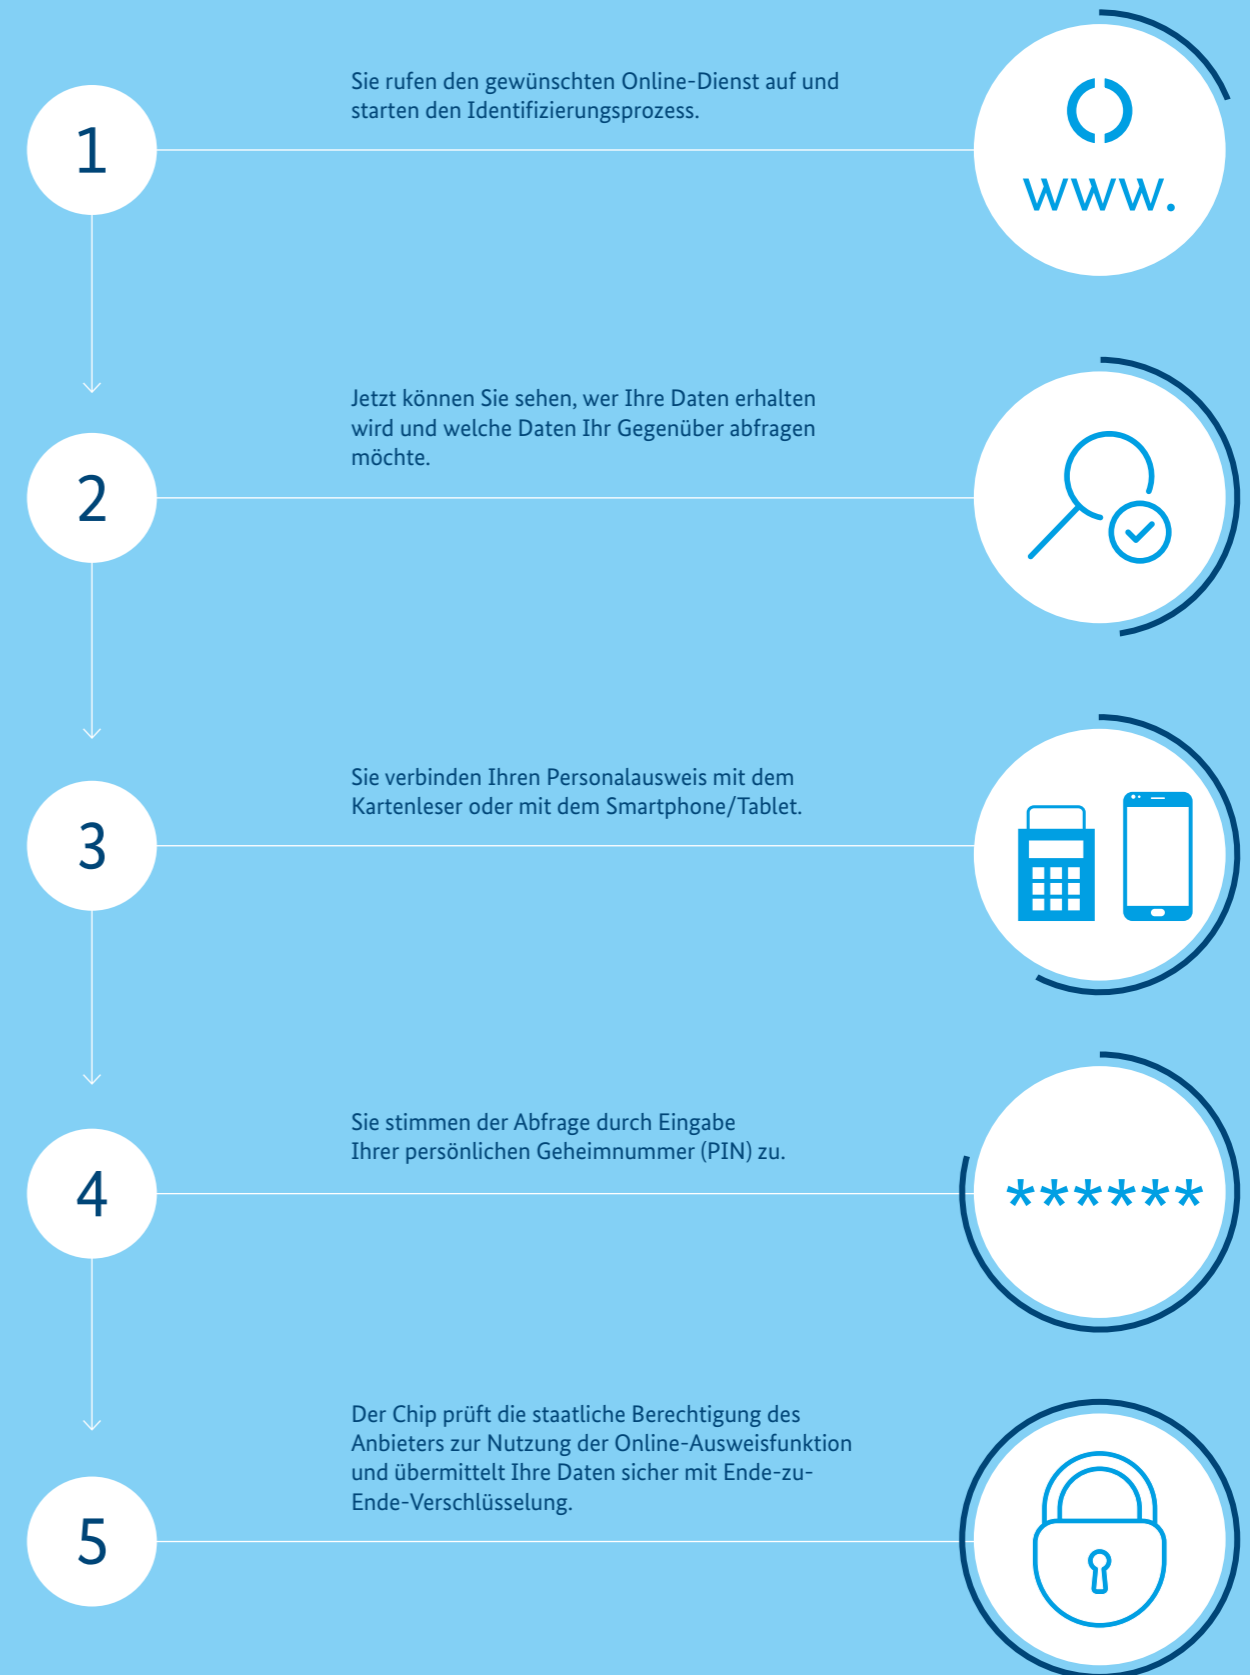 1
Sie rufen den gewünschten Online-Dienst auf und
starten den Identifizierungsprozess.
www.
2
Jetzt können Sie sehen, wer Ihre Daten erhalten
wird und welche Daten Ihr Gegenüber abfragen
möchte.
3
Sie verbinden Ihren Personalausweis mit dem
Kartenleser oder mit dem Smartphone/Tablet.
4
Sie stimmen der Abfrage durch Eingabe
Ihrer persönlichen Geheimnummer (PIN) zu.
******
5
Der Chip prüft die staatliche Berechtigung des
Anbieters zur Nutzung der Online-Ausweisfunktion
und übermittelt Ihre Daten sicher mit Ende-zu-
Ende-Verschlüsselung.